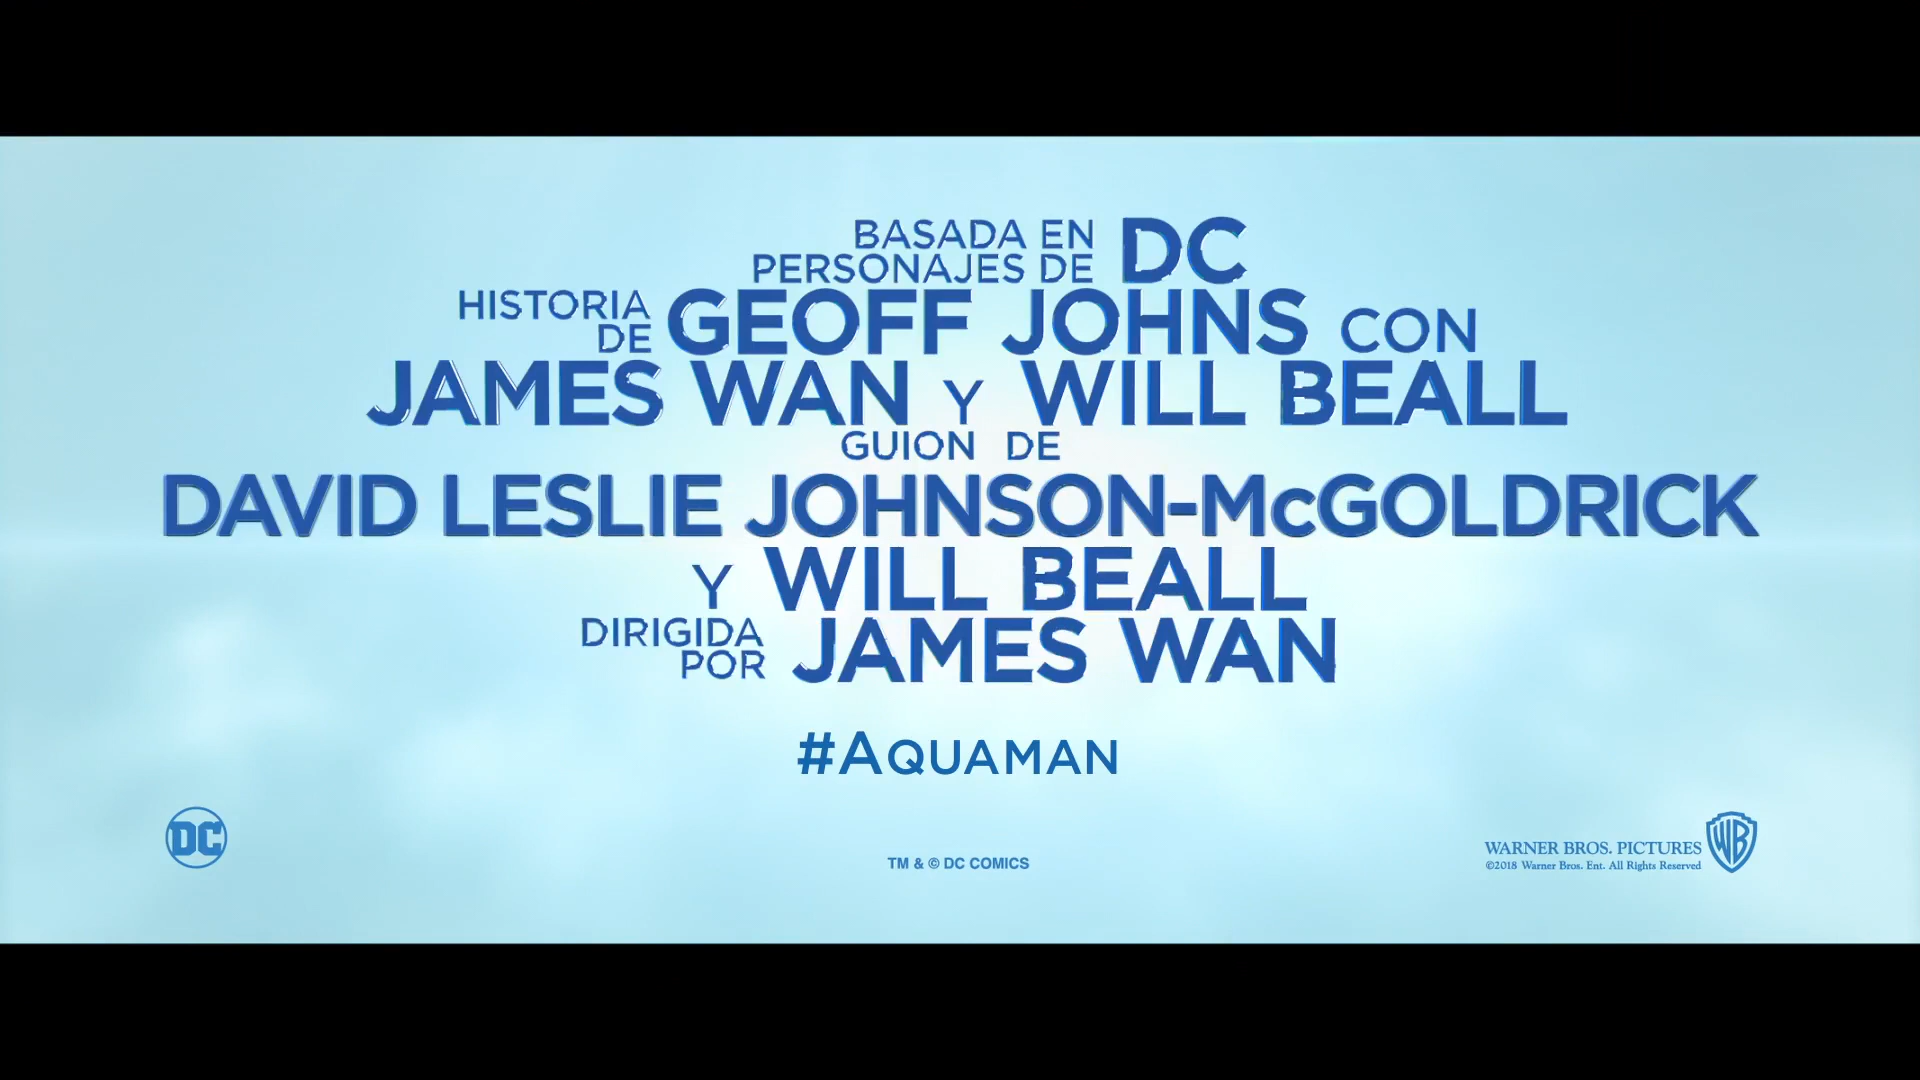 BASADA EN
PERSONAJES DE DC
HISTORIA
DE GEOFF JOHNS CON
JAMES WAN Y WILL BEALL
GUION DE
DAVID LESLIE JOHNSON-McGOLDRICK
Y WILL BEALL
DIRIGIDA
POR JAMES WAN
#AQUAMAN
DC
TM & © DC COMICS
WARNER BROS. PICTURES
©2018 Warner Bros. Ent. All Rights Reserved
WB